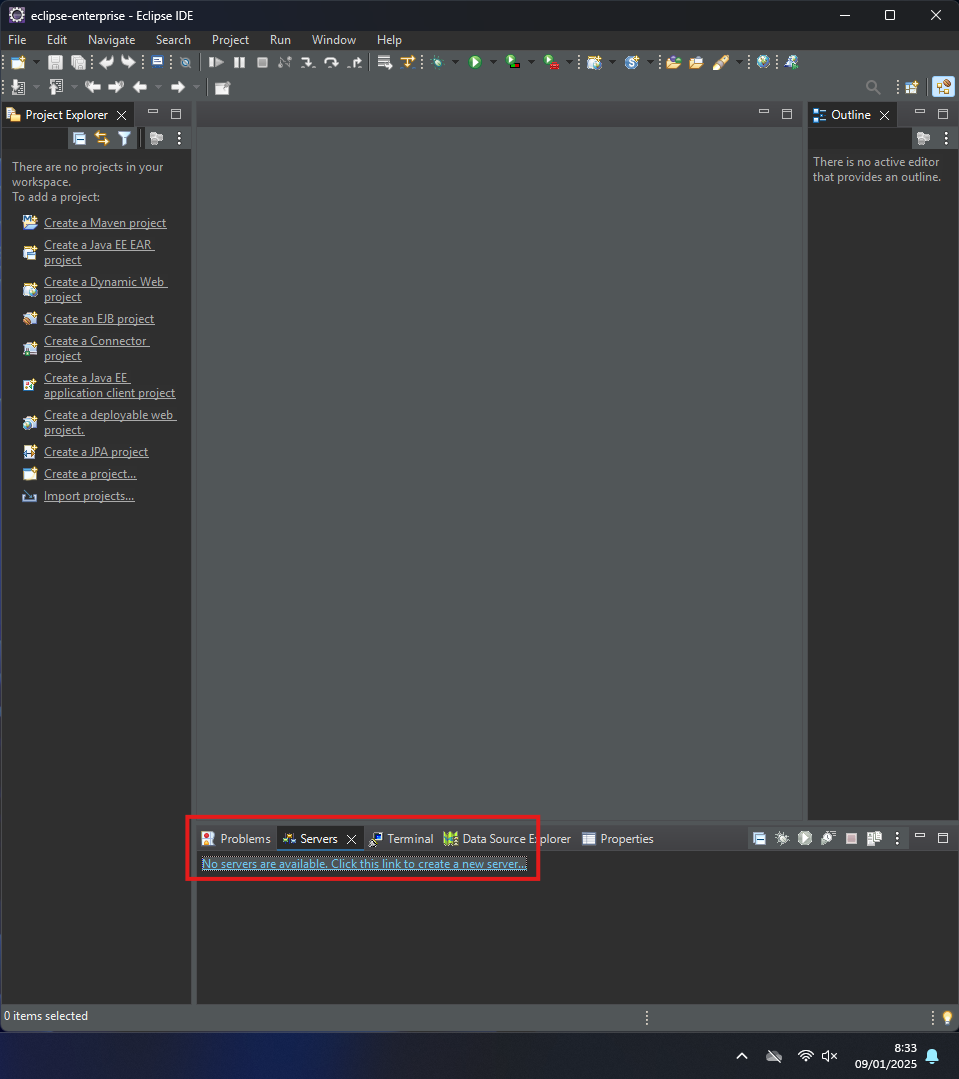 eclipse-enterprise - Eclipse IDE
File Edit Navigate Search Project Run Window Help
Project Explorer
There are no projects in your
workspace.
To add a project:
Create a Maven project
Create a Java EE EAR
project
Create a Dynamic Web
project
Create an EJB project
Create a Connector
project
Create a Java EE
application client project
Create a deployable web
project.
Create a JPA project
Create a project...
Import projects...
Outline
There is no active editor
that provides an outline.
Problems Servers Terminal Data Source Explorer Properties
No servers are available. Click this link to create a new server...
0 items selected
8:33
09/01/2025